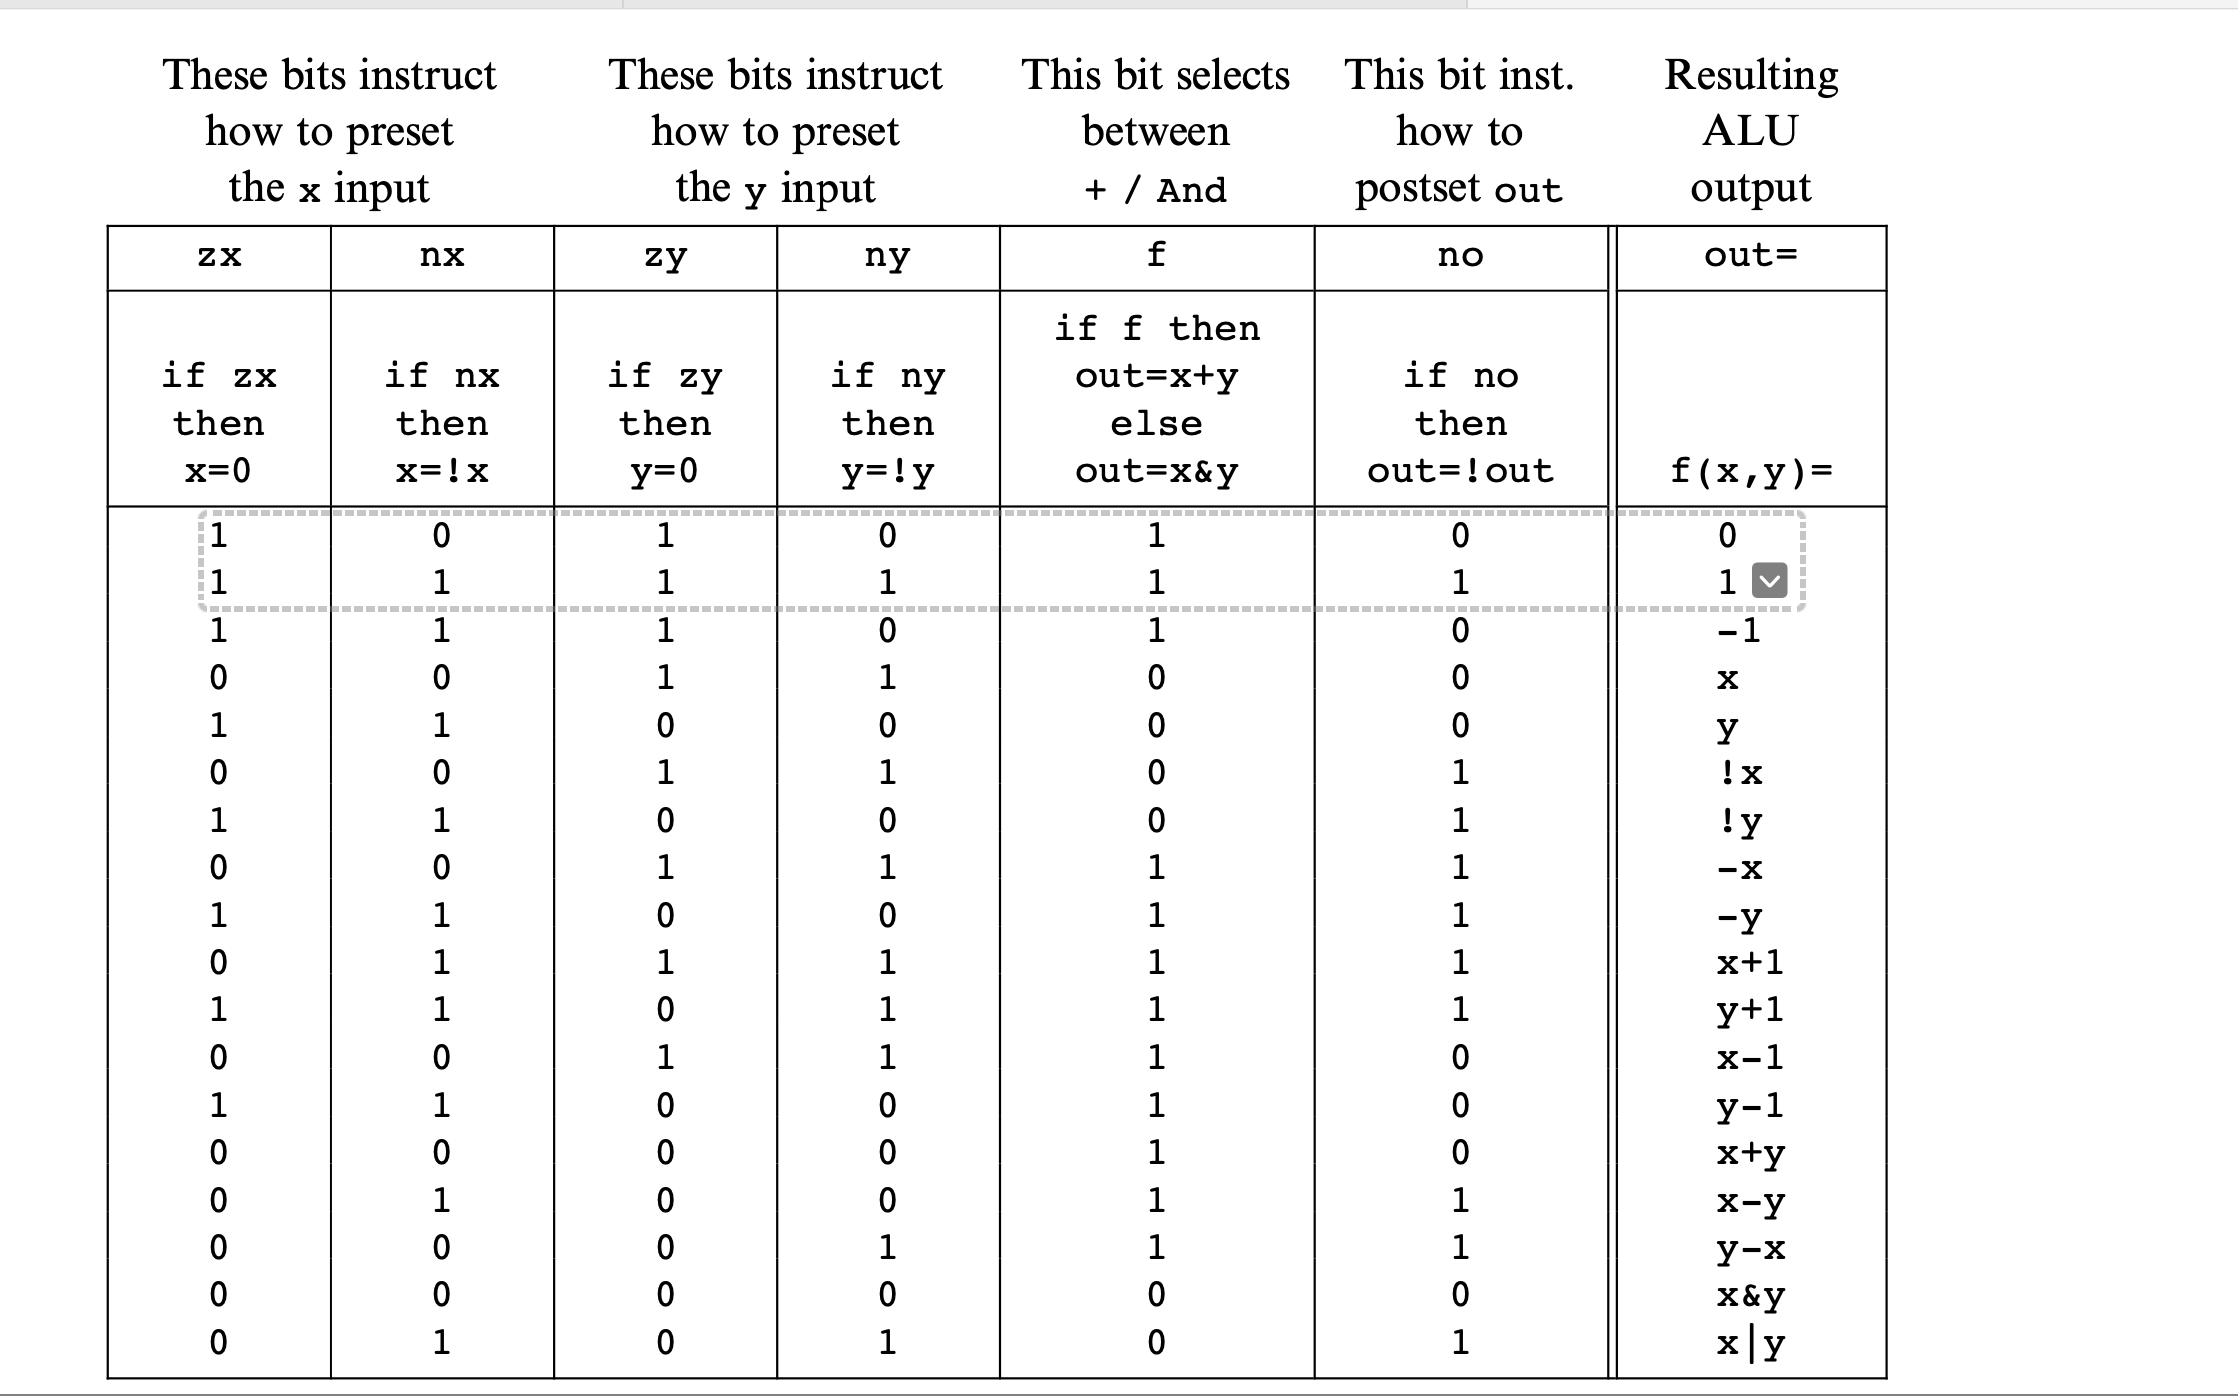 These bits instruct These bits instruct This bit selects This bit inst. Resulting
how to preset how to preset between how to ALU
the x input the y input + / And postset out output
zx nx zy ny f no out=
if f then
if zx if nx if zy if ny out=x+y if no
then then then then else then
x=0 x=!x y=0 y=!y out=x&y out=!out f(x,y)=
1 0 1 0 1 0 0
1 1 1 1 1 1 1
1 1 1 0 1 0 -1
0 0 1 1 0 0 x
1 1 0 0 0 0 y
0 0 1 1 0 1 !x
1 1 0 0 0 1 !y
0 0 1 1 1 1 -x
1 1 0 0 1 1 -y
0 1 1 1 1 1 x+1
1 1 0 1 1 1 y+1
0 0 1 1 1 0 x-1
1 1 0 0 1 0 y-1
0 0 0 0 1 0 x+y
0 1 0 0 1 1 x-y
0 0 0 1 1 1 y-x
0 0 0 0 0 0 x&y
0 1 0 1 0 1 x|y